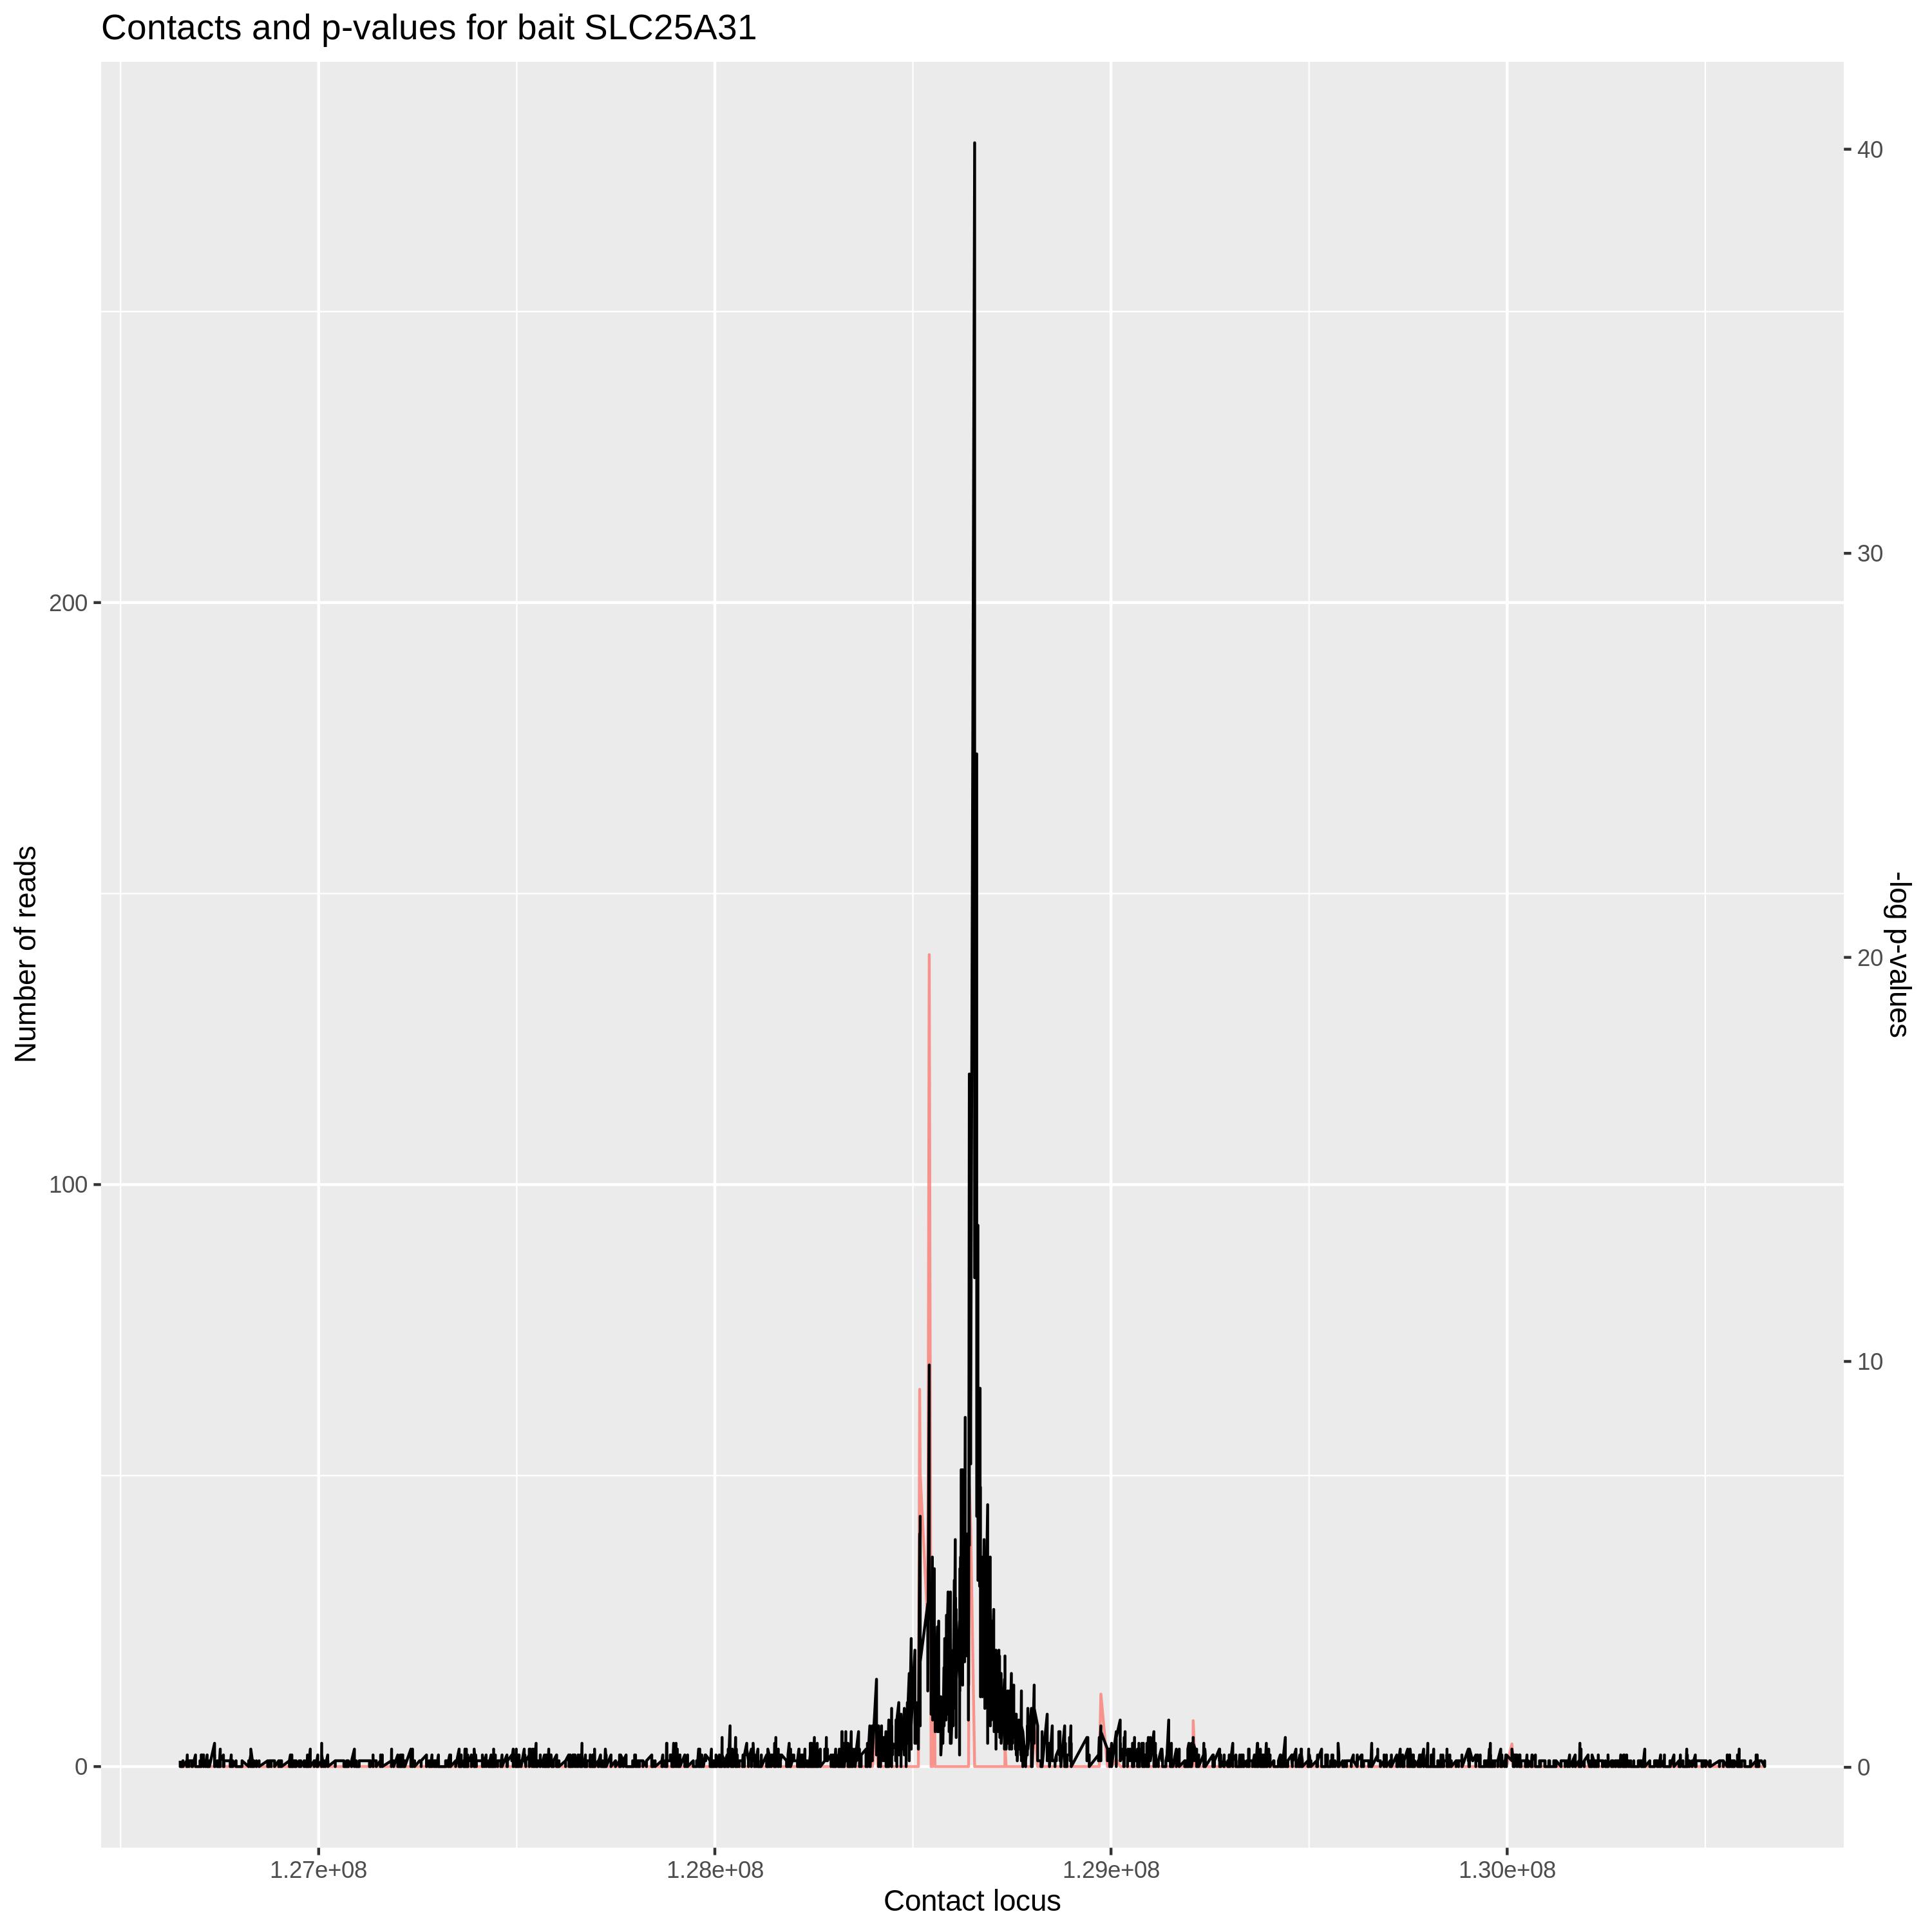 Contacts and p-values for bait SLC25A31
Number of reads
200
100
0
40
30
20
10
0
-log p-values
1.27e+08
1.28e+08
1.29e+08
1.30e+08
Contact locus